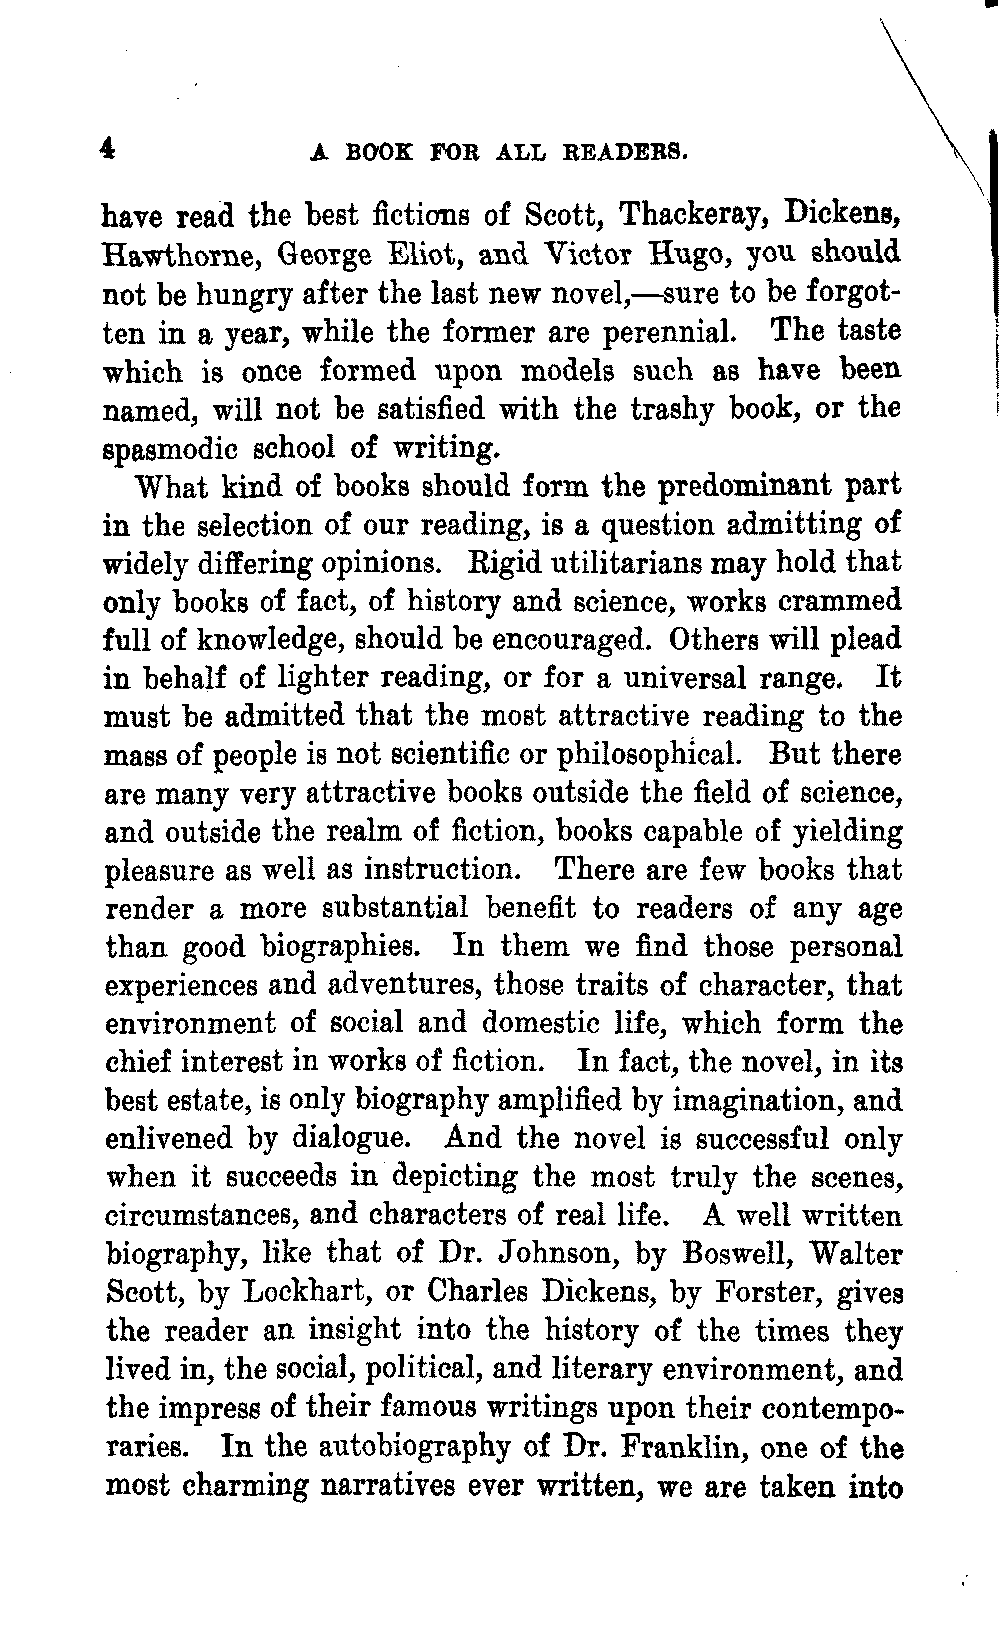 4 A BOOK FOR ALL READERS.
have read the best fictions of Scott, Thackeray, Dickens,
Hawthorne, George Eliot, and Victor Hugo, you should
not be hungry after the last new novel,—sure to be forgot-
ten in a year, while the former are perennial. The taste
which is once formed upon models such as have been
named, will not be satisfied with the trashy book, or the
spasmodic school of writing.
What kind of books should form the predominant part
in the selection of our reading, is a question admitting of
widely differing opinions. Rigid utilitarians may hold that
only books of fact, of history and science, works crammed
full of knowledge, should be encouraged. Others will plead
in behalf of lighter reading, or for a universal range. It
must be admitted that the most attractive reading to the
mass of people is not scientific or philosophical. But there
are many very attractive books outside the field of science,
and outside the realm of fiction, books capable of yielding
pleasure as well as instruction. There are few books that
render a more substantial benefit to readers of any age
than good biographies. In them we find those personal
experiences and adventures, those traits of character, that
environment of social and domestic life, which form the
chief interest in works of fiction. In fact, the novel, in its
best estate, is only biography amplified by imagination, and
enlivened by dialogue. And the novel is successful only
when it succeeds in depicting the most truly the scenes,
circumstances, and characters of real life. A well written
biography, like that of Dr. Johnson, by Boswell, Walter
Scott, by Lockhart, or Charles Dickens, by Forster, gives
the reader an insight into the history of the times they
lived in, the social, political, and literary environment, and
the impress of their famous writings upon their contempo-
raries. In the autobiography of Dr. Franklin, one of the
most charming narratives ever written, we are taken into